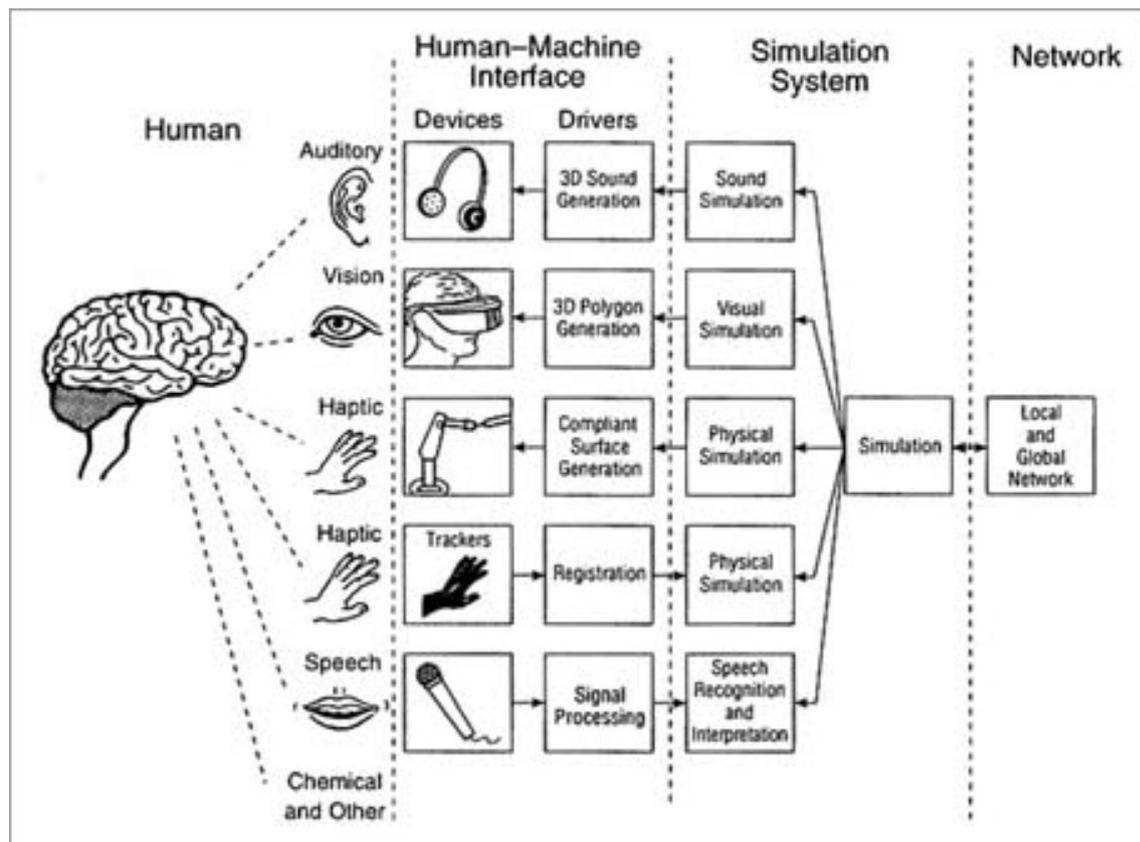 Human–Machine
Interface
Simulation
System
Network
Human
Devices
Drivers
Auditory
3D Sound
Generation
Sound
Simulation
Vision
3D Polygon
Generation
Visual
Simulation
Haptic
Compliant
Surface
Generation
Physical
Simulation
Simulation
Local
and
Global
Network
Haptic
Trackers
Registration
Physical
Simulation
Speech
Signal
Processing
Speech
Recognition
and
Interpretation
Chemical
and Other